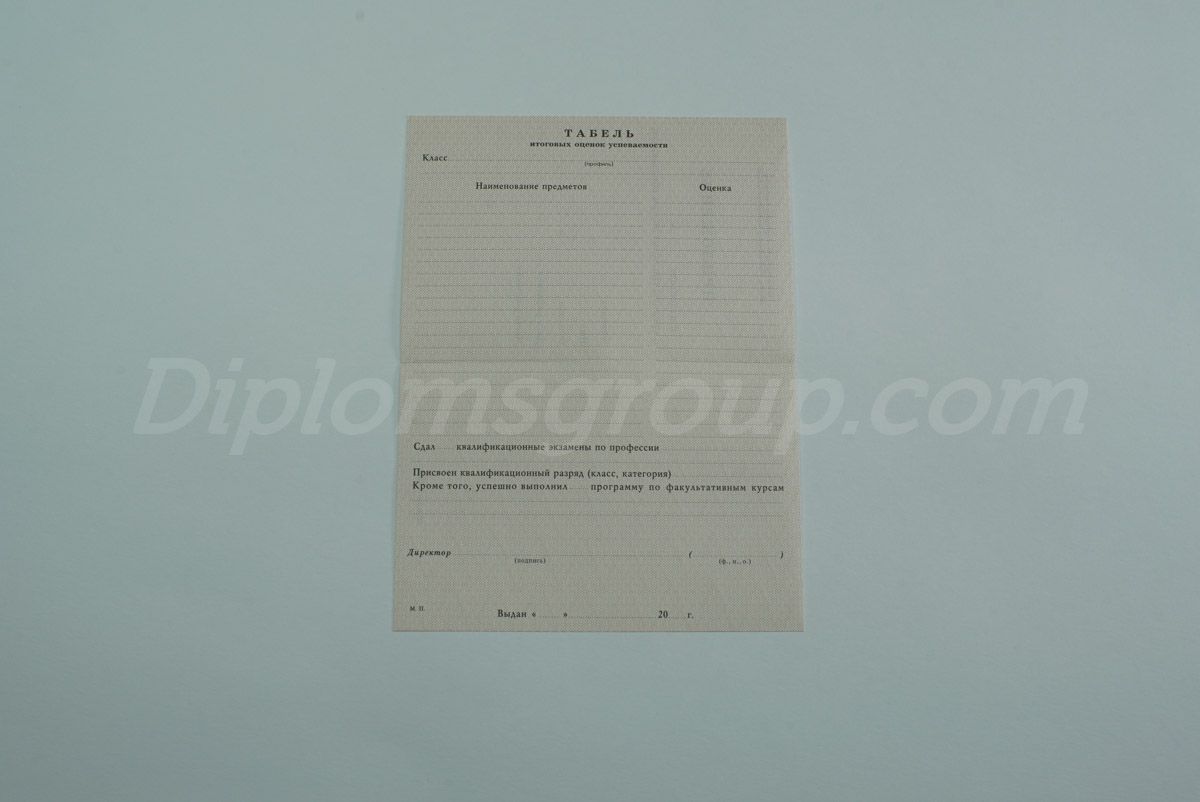 ТАБЕЛЬ
итоговых оценок успеваемости
Класс
(профиль)
Наименование предметов Оценка
Diplomsgroup.com
Сдал квалификационные экзамены по профессии
Присвоен квалификационный разряд (класс, категория)
Кроме того, успешно выполнил программу по факультативным курсам
Директор ( )
(подпись) (ф., и., о.)
М. П.
Выдан « » 20 г.